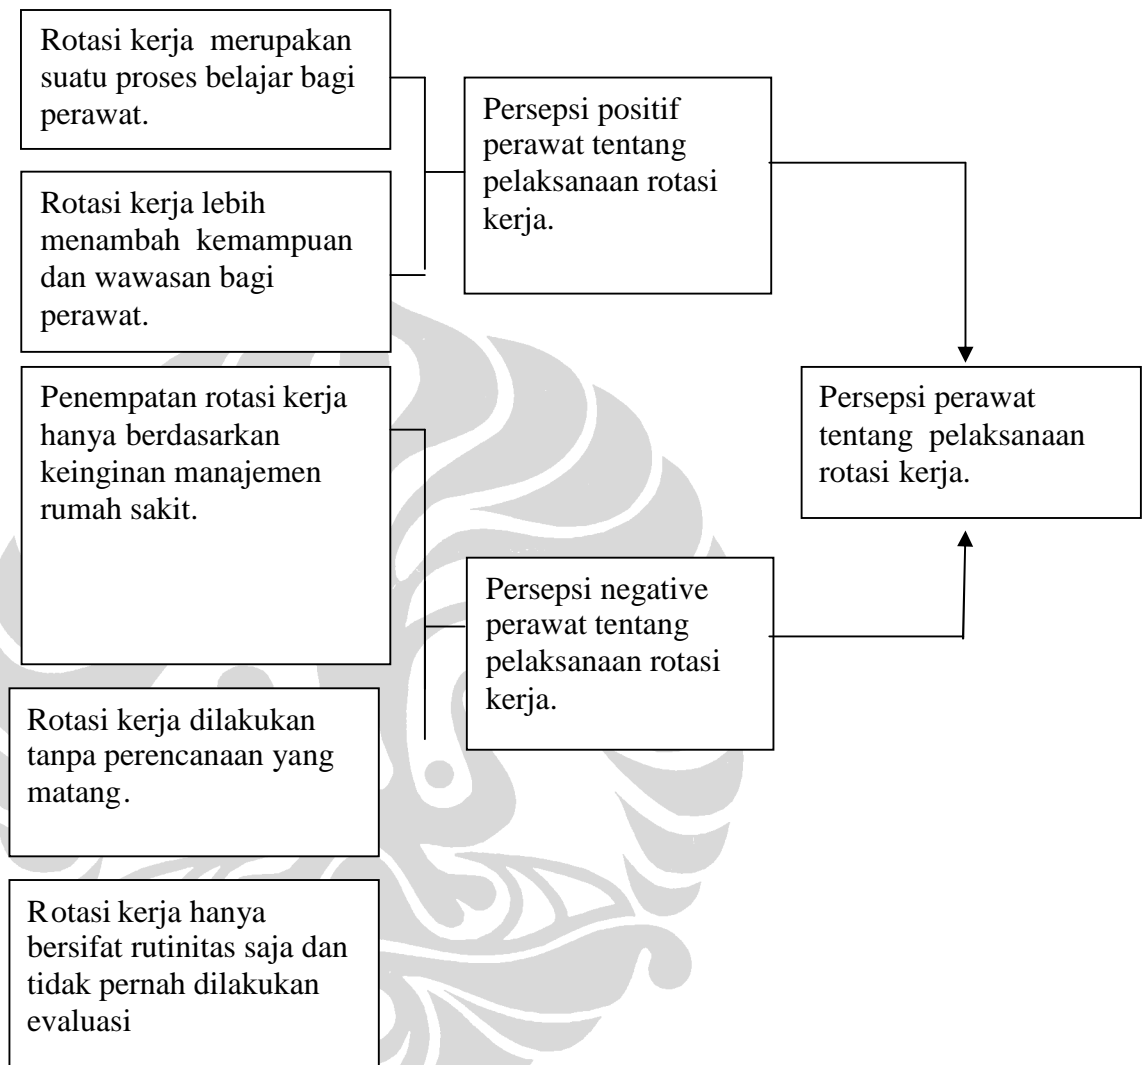 Rotasi kerja merupakan
suatu proses belajar bagi
perawat.
Rotasi kerja lebih
menambah kemampuan
dan wawasan bagi
perawat.
Penempatan rotasi kerja
hanya berdasarkan
keinginan manajemen
rumah sakit.
Rotasi kerja dilakukan
tanpa perencanaan yang
matang.
Rotasi kerja hanya
bersifat rutinitas saja dan
tidak pernah dilakukan
evaluasi
Persepsi positif
perawat tentang
pelaksanaan rotasi
kerja.
Persepsi negative
perawat tentang
pelaksanaan rotasi
kerja.
Persepsi perawat
tentang pelaksanaan
rotasi kerja.